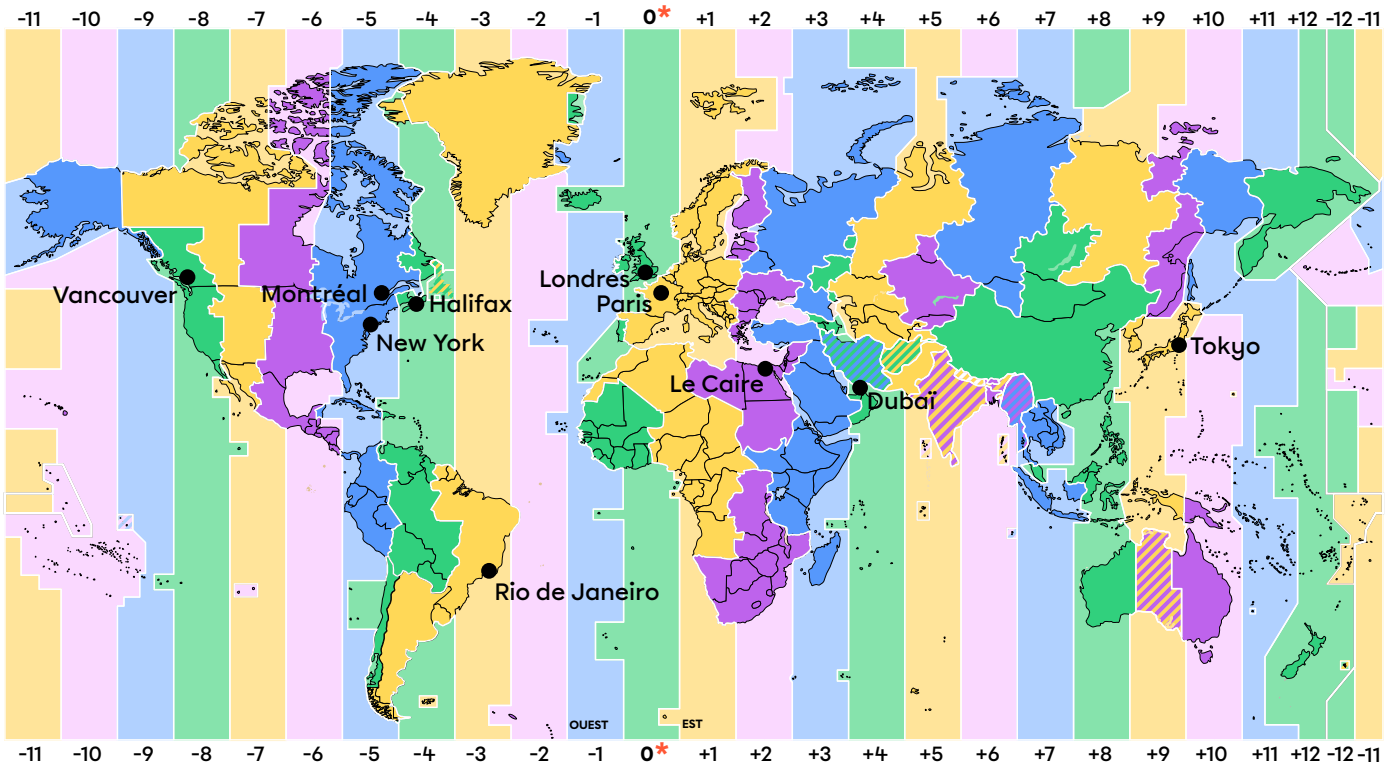 -11 -10 -9 -8 -7 -6 -5 -4 -3 -2 -1 0* +1 +2 +3 +4 +5 +6 +7 +8 +9 +10 +11 +12 -12 -11
Londres
Vancouver
Montréal
Halifax
Paris
New York
Tokyo
Le Caire
Dubaï
Rio de Janeiro
OUEST EST
-11 -10 -9 -8 -7 -6 -5 -4 -3 -2 -1 0* +1 +2 +3 +4 +5 +6 +7 +8 +9 +10 +11 +12 -12 -11